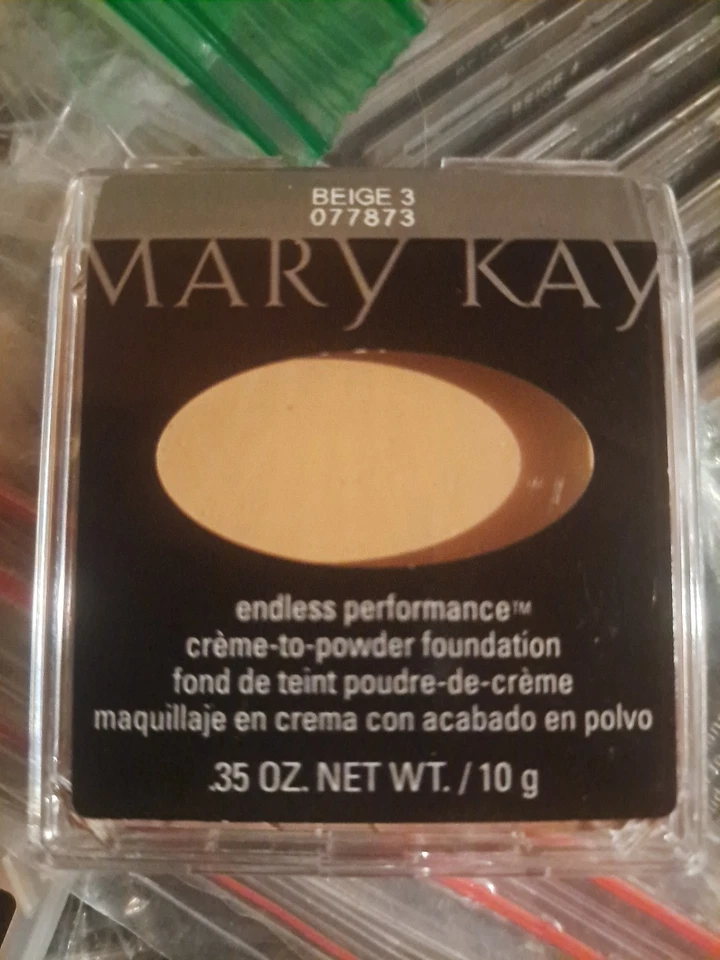 BEIGE 3
077873
MARY KAY
endless performance™
crème-to-powder foundation
fond de teint poudre-de-crème
maquillaje en crema con acabado en polvo
.35 OZ. NET WT. / 10 g